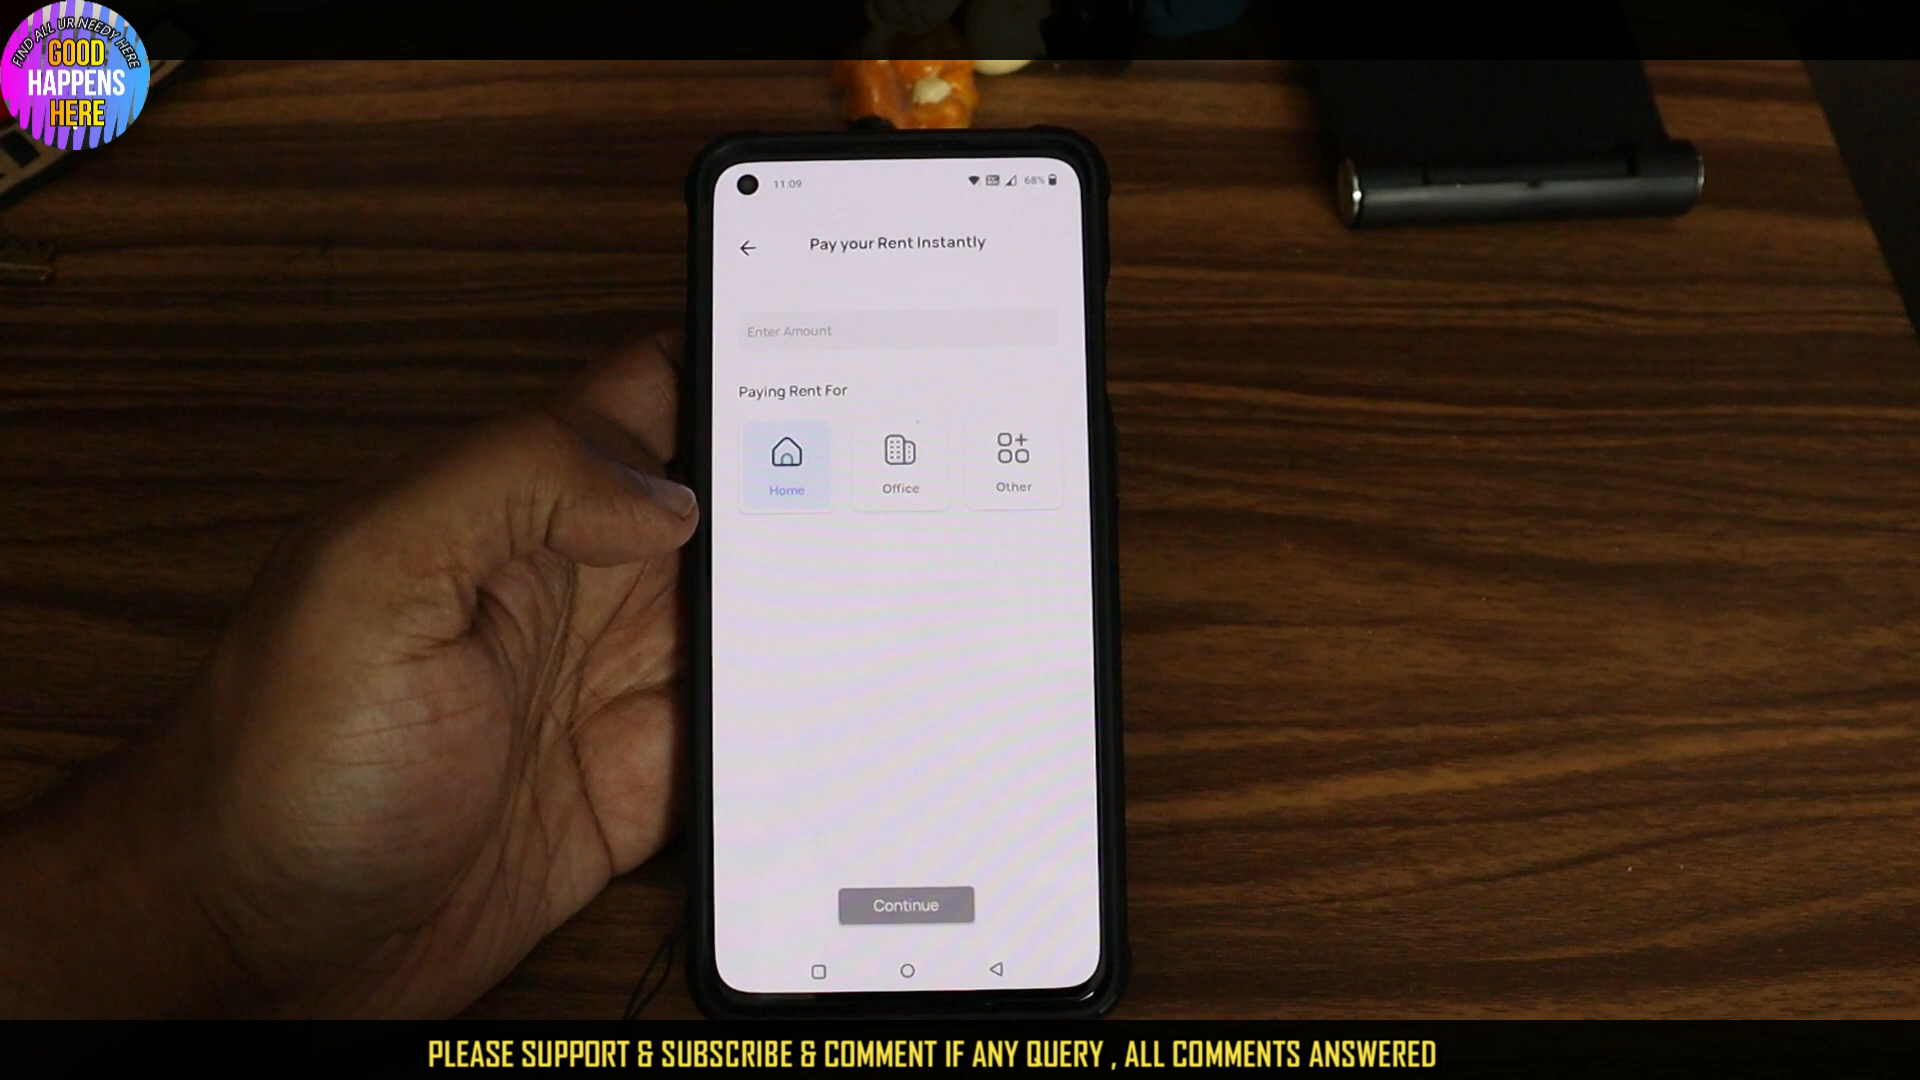 FIND ALL UR NEEDY HERE
GOOD
HAPPENS
HERE
11:09
68%
Pay your Rent Instantly
Enter Amount
Paying Rent For
Home
Office
Other
Continue
PLEASE SUPPORT & SUBSCRIBE & COMMENT IF ANY QUERY , ALL COMMENTS ANSWERED